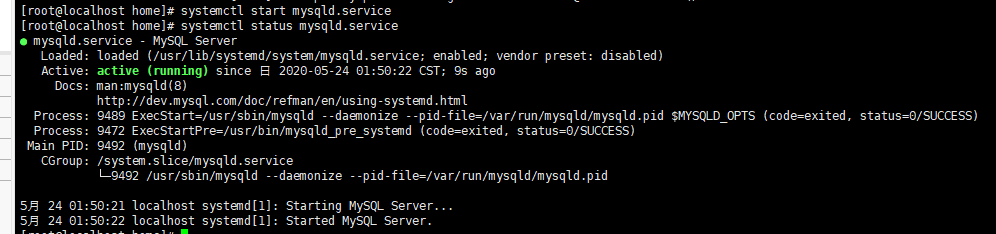 [root@localhost home]# systemctl start mysqld.service
[root@localhost home]# systemctl status mysqld.service
● mysqld.service - MySQL Server
   Loaded: loaded (/usr/lib/systemd/system/mysqld.service; enabled; vendor preset: disabled)
   Active: active (running) since 日 2020-05-24 01:50:22 CST; 9s ago
     Docs: man:mysqld(8)
           http://dev.mysql.com/doc/refman/en/using-systemd.html
  Process: 9489 ExecStart=/usr/sbin/mysqld --daemonize --pid-file=/var/run/mysqld/mysqld.pid $MYSQLD_OPTS (code=exited, status=0/SUCCESS)
  Process: 9472 ExecStartPre=/usr/bin/mysqld_pre_systemd (code=exited, status=0/SUCCESS)
 Main PID: 9492 (mysqld)
   CGroup: /system.slice/mysqld.service
           └─9492 /usr/sbin/mysqld --daemonize --pid-file=/var/run/mysqld/mysqld.pid
5月 24 01:50:21 localhost systemd[1]: Starting MySQL Server...
5月 24 01:50:22 localhost systemd[1]: Started MySQL Server.
[root@localhost home]#